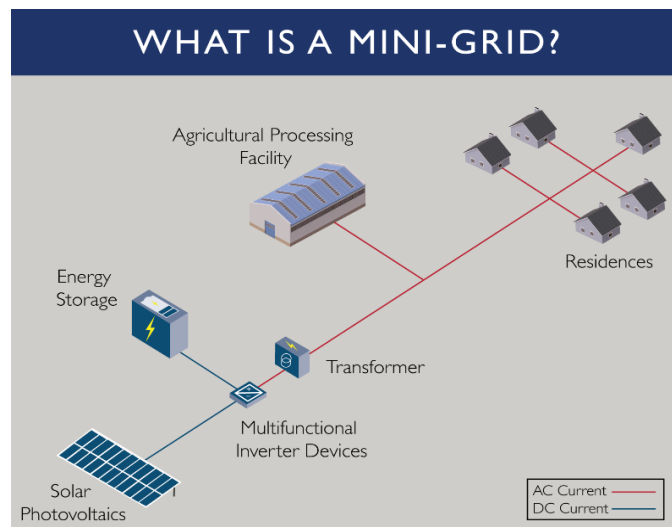 WHAT IS A MINI-GRID?
Agricultural Processing
Facility
Residences
Energy
Storage
Transformer
Multifunctional
Inverter Devices
Solar
Photovoltaics
AC Current
DC Current